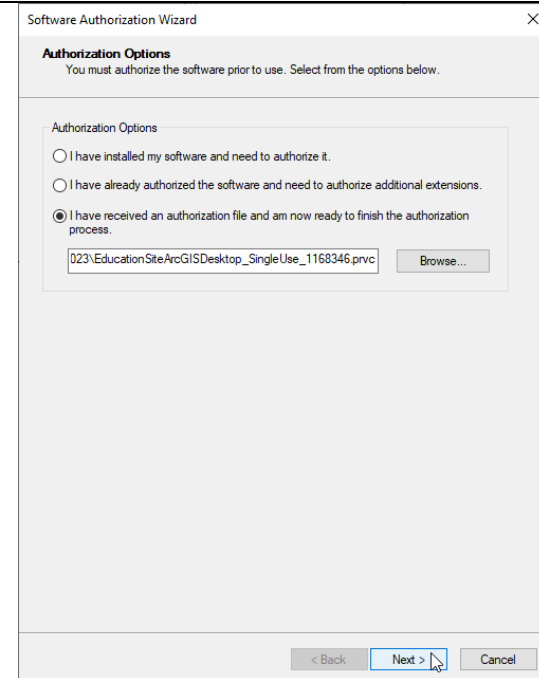 Software Authorization Wizard
Authorization Options
You must authorize the software prior to use. Select from the options below.
Authorization Options
I have installed my software and need to authorize it.
I have already authorized the software and need to authorize additional extensions.
I have received an authorization file and am now ready to finish the authorization
process.
023\EducationSiteArcGISDesktop_SingleUse_1168346.prvc
Browse...
< Back
Next >
Cancel